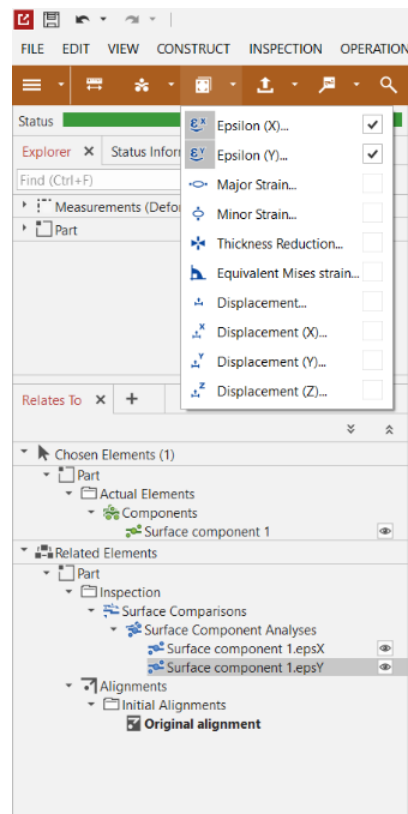 FILE EDIT VIEW CONSTRUCT INSPECTION OPERATION
Status
Explorer Status Inforr
Find (Ctrl+F)
Measurements (Defor
Part
Epsilon (X)...
Epsilon (Y)...
Major Strain...
Minor Strain...
Thickness Reduction...
Equivalent Mises strain...
Displacement...
Displacement (X)...
Displacement (Y)...
Displacement (Z)...
Relates To
Chosen Elements (1)
Part
Actual Elements
Components
Surface component 1
Related Elements
Part
Inspection
Surface Comparisons
Surface Component Analyses
Surface component 1.epsX
Surface component 1.epsY
Alignments
Initial Alignments
Original alignment